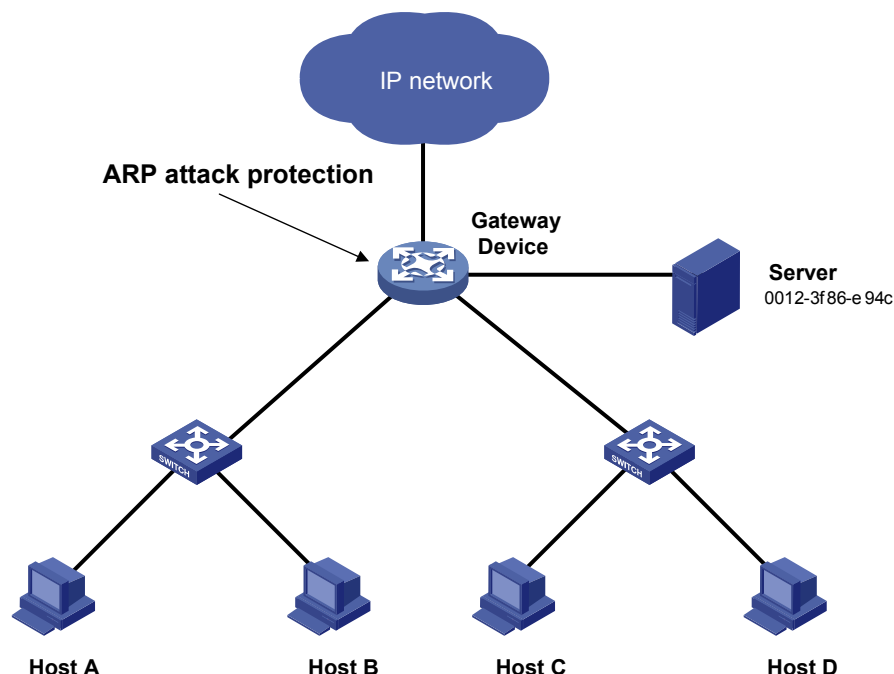 IP network
ARP attack protection
Gateway
Device
Server
0012-3f86-e94c
SWITCH
SWITCH
Host A
Host B
Host C
Host D